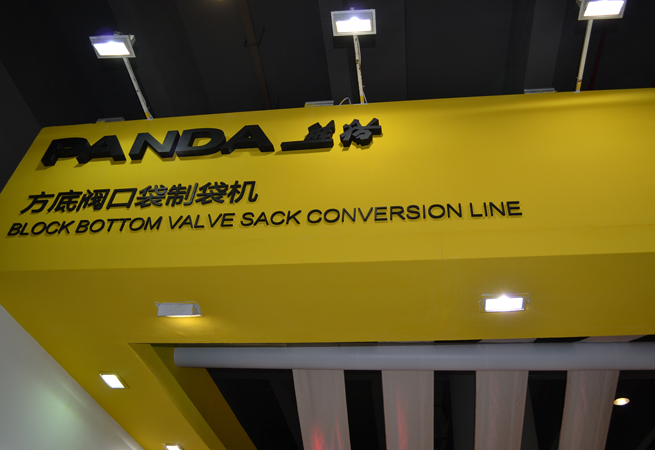 PANDA
方底阀口袋制袋机
BLOCK BOTTOM VALVE SACK CONVERSION LINE